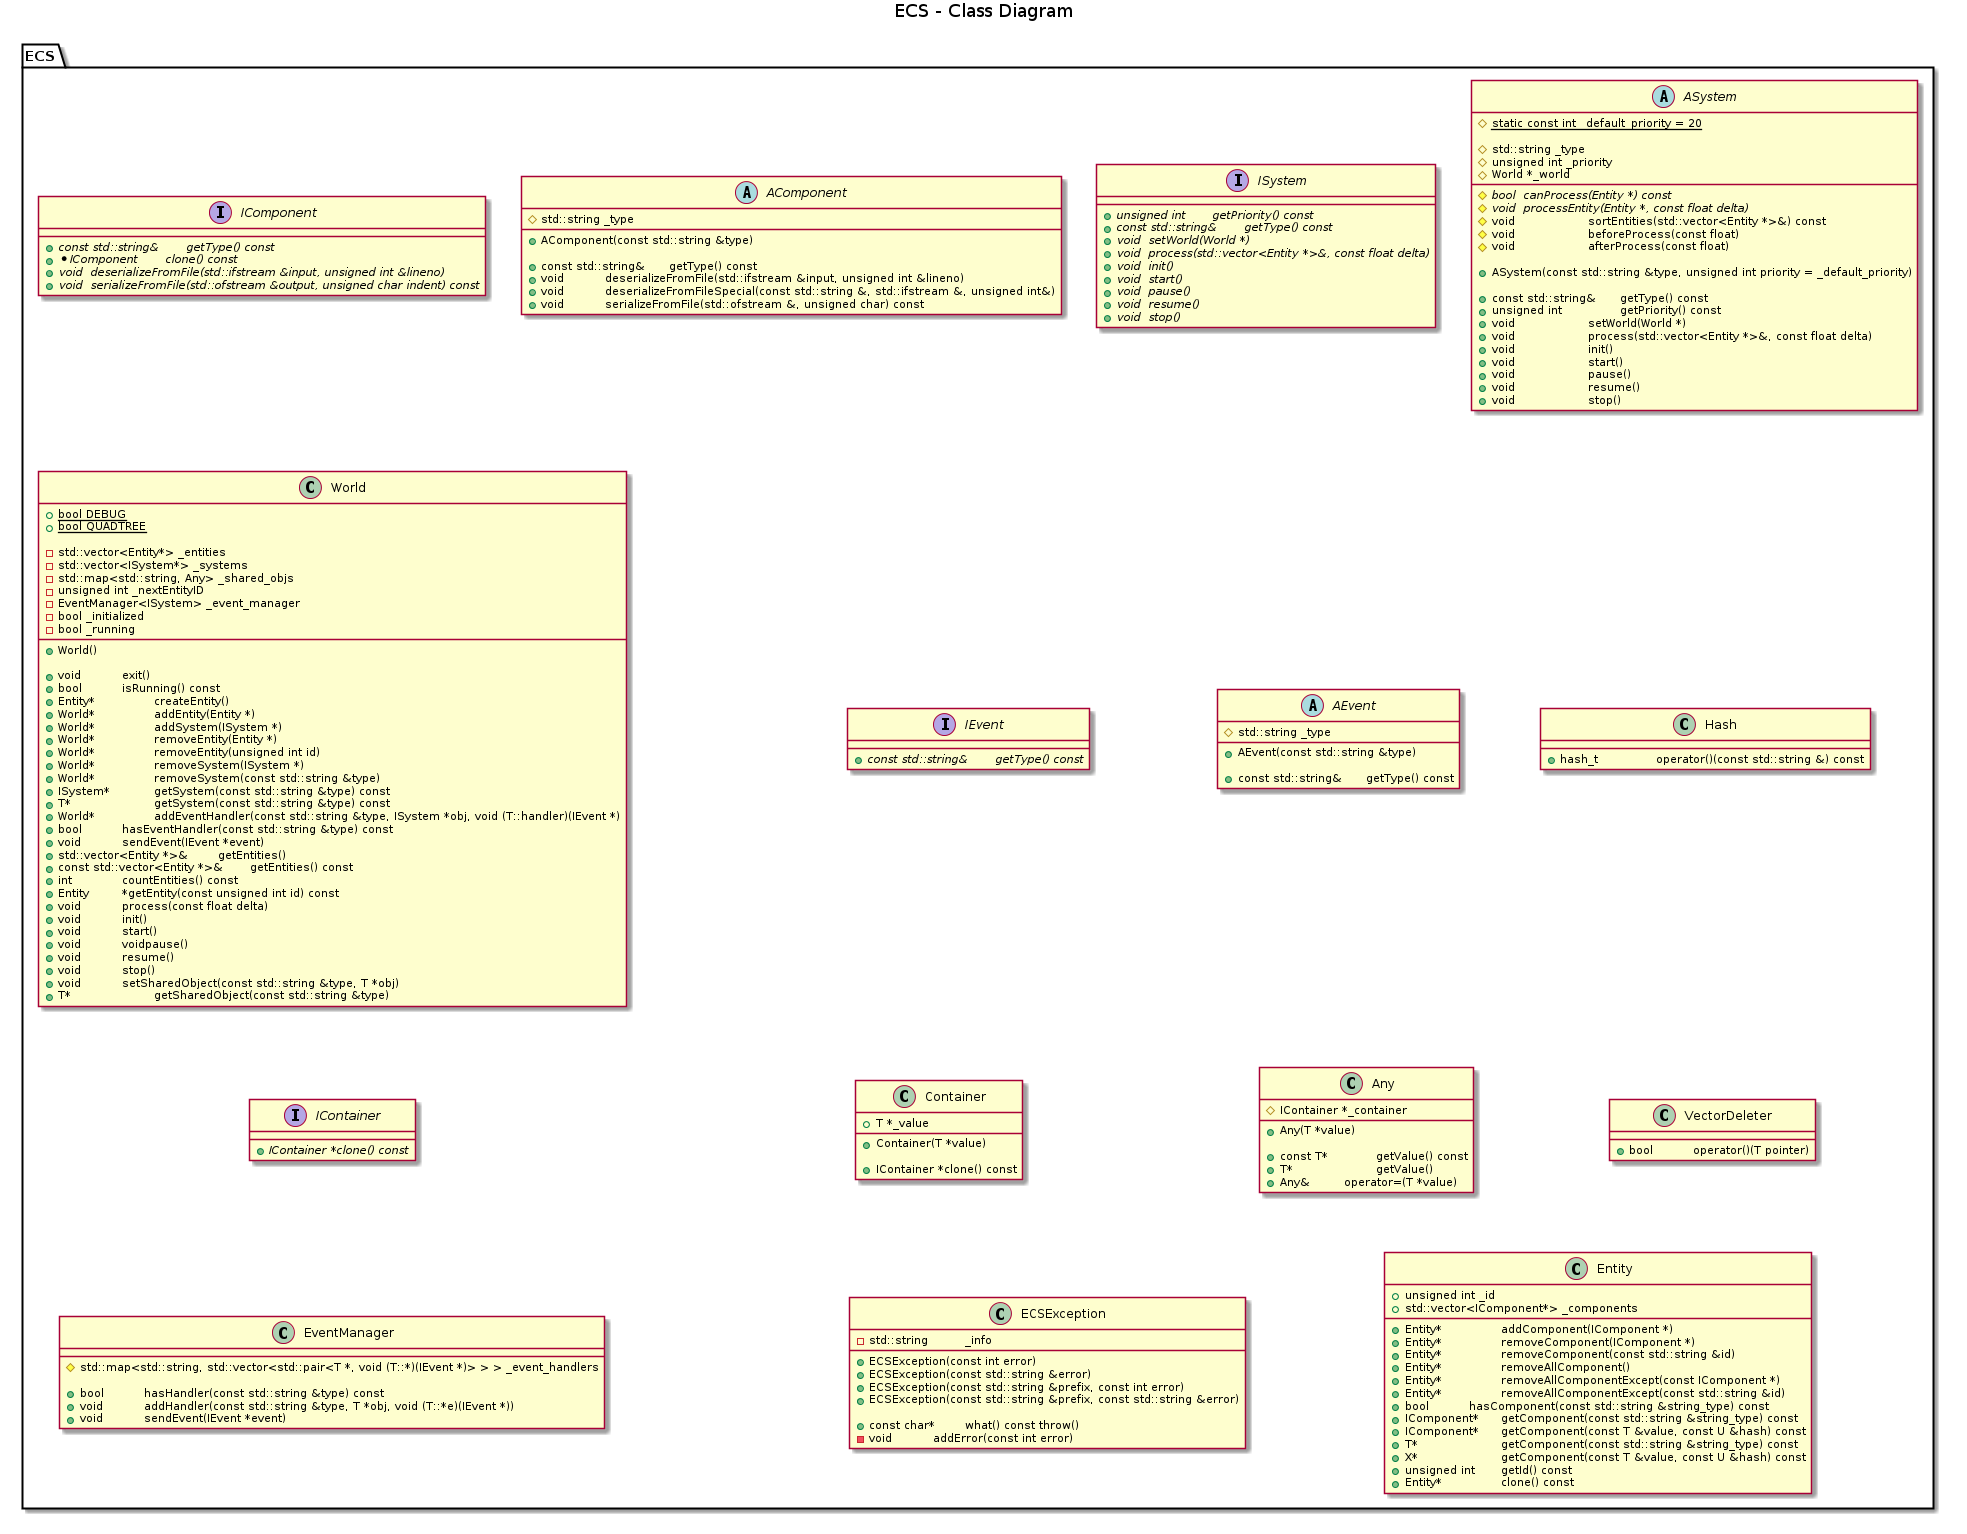 ECS - Class Diagram
ECS
I IComponent
const std::string& getType() const
*IComponent clone() const
void deserializeFromFile(std::ifstream &input, unsigned int &lineno)
void serializeFromFile(std::ofstream &output, unsigned char indent) const
A AComponent
std::string _type
AComponent(const std::string &type)
const std::string& getType() const
void deserializeFromFile(std::ifstream &input, unsigned int &lineno)
void deserializeFromFileSpecial(const std::string &, std::ifstream &, unsigned int&)
void serializeFromFile(std::ofstream &, unsigned char) const
I ISystem
unsigned int getPriority() const
const std::string& getType() const
void setWorld(World *)
void process(std::vector<Entity *>&, const float delta)
void init()
void start()
void pause()
void resume()
void stop()
A ASystem
static const int _default_priority = 20
std::string _type
unsigned int _priority
World *_world
bool canProcess(Entity *) const
void processEntity(Entity *, const float delta)
void sortEntities(std::vector<Entity *>&) const
void beforeProcess(const float)
void afterProcess(const float)
ASystem(const std::string &type, unsigned int priority = _default_priority)
const std::string& getType() const
unsigned int getPriority() const
void setWorld(World *)
void process(std::vector<Entity *>&, const float delta)
void init()
void start()
void pause()
void resume()
void stop()
C World
bool DEBUG
bool QUADTREE
std::vector<Entity*> _entities
std::vector<ISystem*> _systems
std::map<std::string, Any> _shared_objs
unsigned int _nextEntityID
EventManager<ISystem> _event_manager
bool _initialized
bool _running
World()
void exit()
bool isRunning() const
Entity* createEntity()
World* addEntity(Entity *)
World* addSystem(ISystem *)
World* removeEntity(Entity *)
World* removeEntity(unsigned int id)
World* removeSystem(ISystem *)
World* removeSystem(const std::string &type)
ISystem* getSystem(const std::string &type) const
T* getSystem(const std::string &type) const
World* addEventHandler(const std::string &type, ISystem *obj, void (T::handler)(IEvent *)
bool hasEventHandler(const std::string &type) const
void sendEvent(IEvent *event)
std::vector<Entity *>& getEntities()
const std::vector<Entity *>& getEntities() const
int countEntities() const
Entity *getEntity(const unsigned int id) const
void process(const float delta)
void init()
void start()
void voidpause()
void resume()
void stop()
void setSharedObject(const std::string &type, T *obj)
T* getSharedObject(const std::string &type)
I IEvent
const std::string& getType() const
A AEvent
std::string _type
AEvent(const std::string &type)
const std::string& getType() const
C Hash
hash_t operator()(const std::string &) const
I IContainer
IContainer *clone() const
C Container
T *_value
Container(T *value)
IContainer *clone() const
C Any
IContainer *_container
Any(T *value)
const T* getValue() const
T* getValue()
Any& operator=(T *value)
C VectorDeleter
bool operator()(T pointer)
C EventManager
std::map<std::string, std::vector<std::pair<T *, void (T::*)(IEvent *)> > > _event_handlers
bool hasHandler(const std::string &type) const
void addHandler(const std::string &type, T *obj, void (T::*e)(IEvent *))
void sendEvent(IEvent *event)
C ECSException
std::string _info
ECSException(const int error)
ECSException(const std::string &error)
ECSException(const std::string &prefix, const int error)
ECSException(const std::string &prefix, const std::string &error)
const char* what() const throw()
void addError(const int error)
C Entity
unsigned int _id
std::vector<IComponent*> _components
Entity* addComponent(IComponent *)
Entity* removeComponent(IComponent *)
Entity* removeComponent(const std::string &id)
Entity* removeAllComponent()
Entity* removeAllComponentExcept(const IComponent *)
Entity* removeAllComponentExcept(const std::string &id)
bool hasComponent(const std::string &string_type) const
IComponent* getComponent(const std::string &string_type) const
IComponent* getComponent(const T &value, const U &hash) const
T* getComponent(const std::string &string_type) const
X* getComponent(const T &value, const U &hash) const
unsigned int getId() const
Entity* clone() const